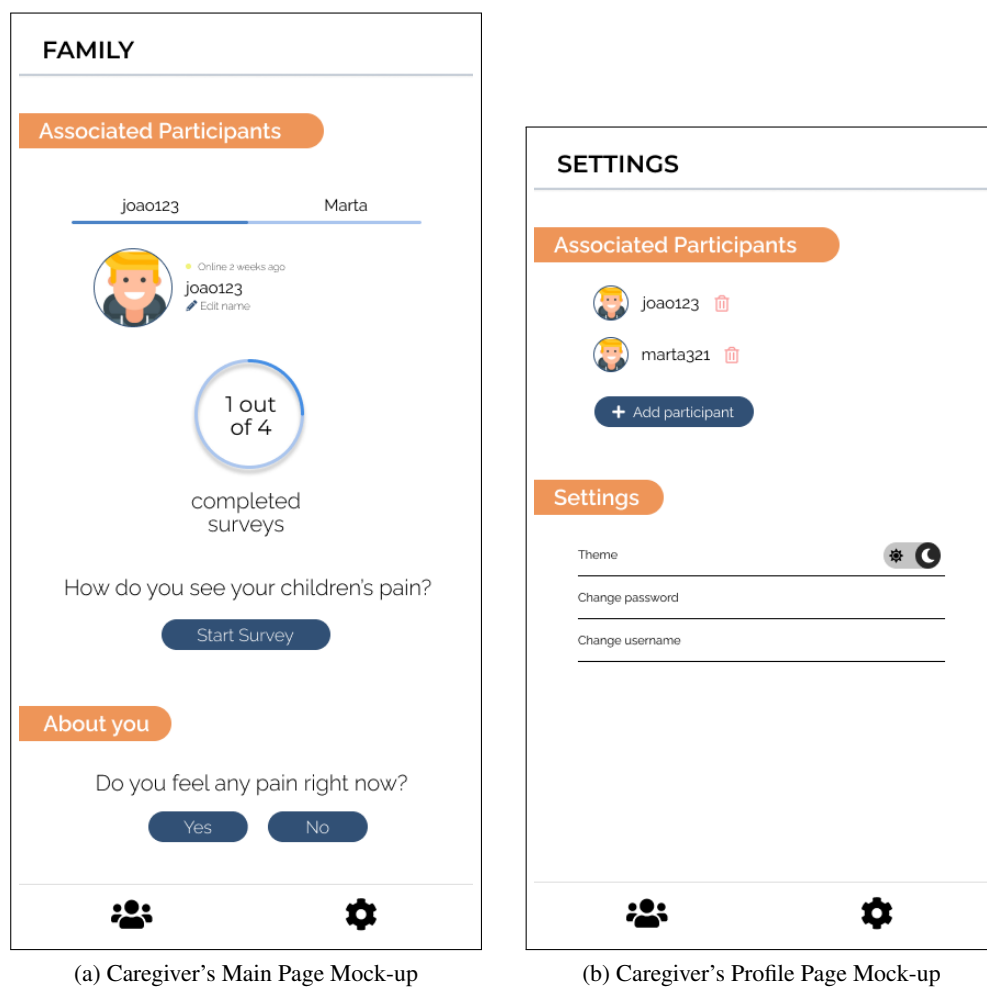 FAMILY
Associated Participants
joao123 Marta
Online 2 weeks ago
joao123
Edit name
1 out
of 4
completed
surveys
How do you see your children's pain?
Start Survey
About you
Do you feel any pain right now?
Yes No
(a) Caregiver's Main Page Mock-up
SETTINGS
Associated Participants
joao123
marta321
Add participant
Settings
Theme
Change password
Change username
(b) Caregiver's Profile Page Mock-up